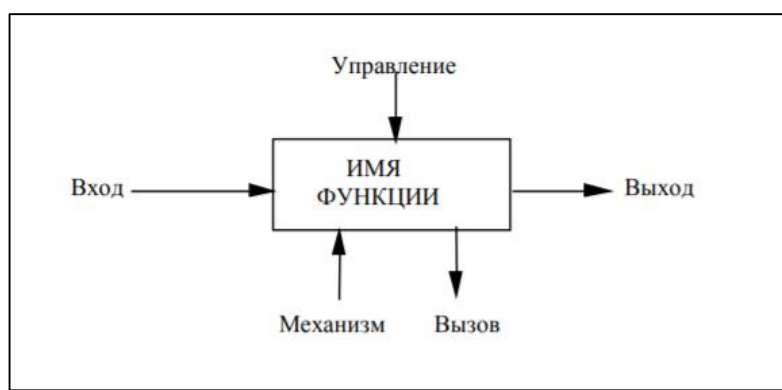 Управление
Вход
ИМЯ
ФУНКЦИИ
Выход
Механизм
Вызов